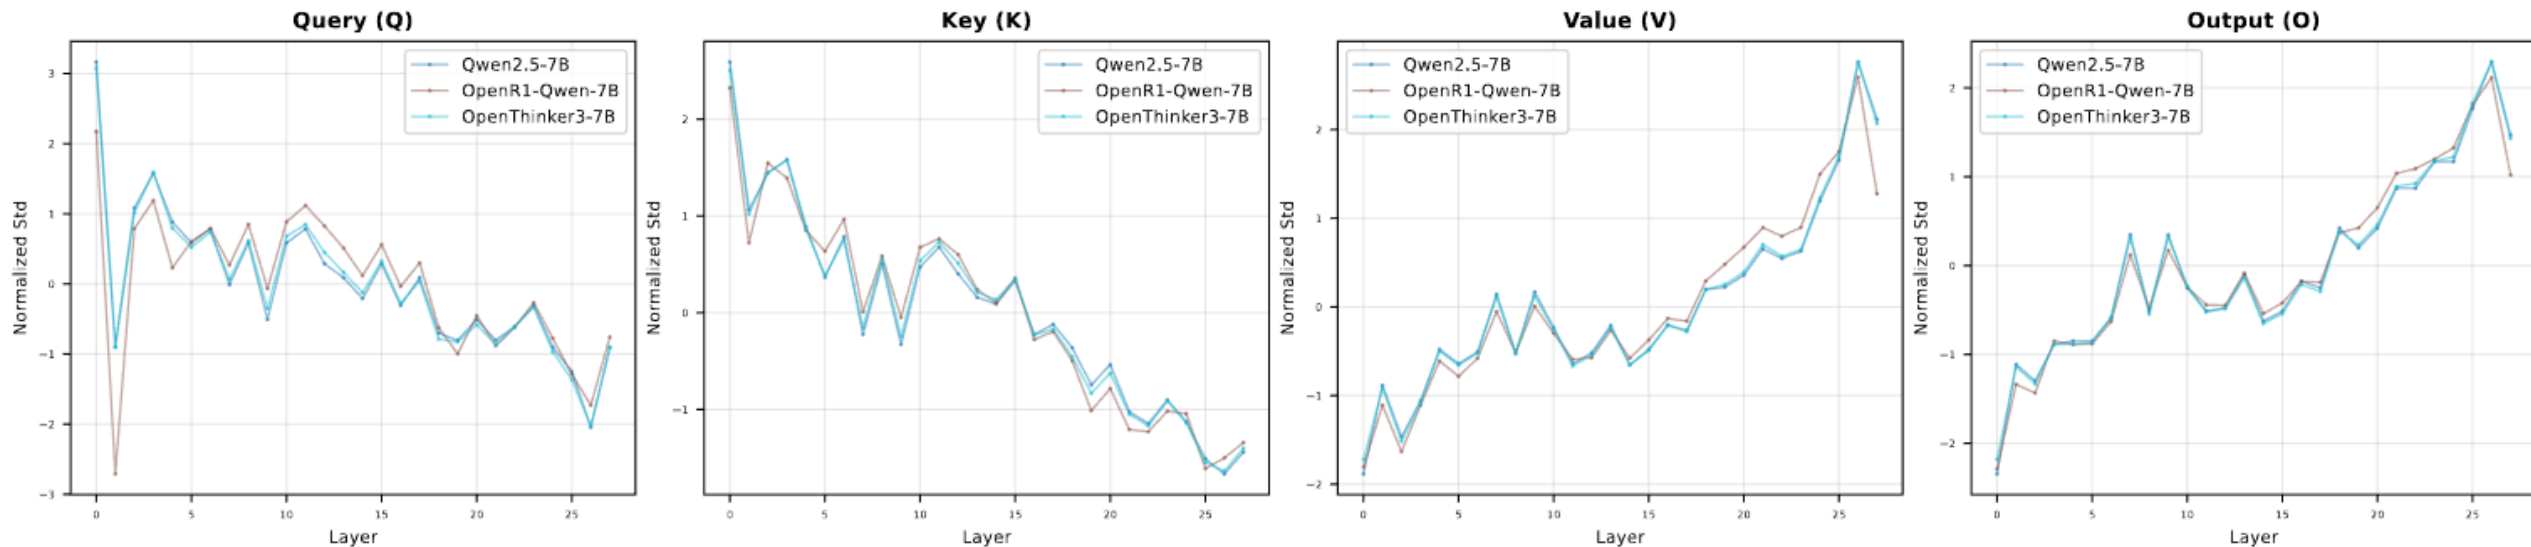 Query (Q)
Normalized Std
3
2
1
0
−1
−2
−3
Qwen2.5-7B
OpenR1-Qwen-7B
OpenThinker3-7B
0 5 10 15 20 25
Layer
Key (K)
Normalized Std
2
1
0
−1
Qwen2.5-7B
OpenR1-Qwen-7B
OpenThinker3-7B
0 5 10 15 20 25
Layer
Value (V)
Normalized Std
2
1
0
−1
−2
Qwen2.5-7B
OpenR1-Qwen-7B
OpenThinker3-7B
0 5 10 15 20 25
Layer
Output (O)
Normalized Std
2
1
0
−1
−2
Qwen2.5-7B
OpenR1-Qwen-7B
OpenThinker3-7B
0 5 10 15 20 25
Layer